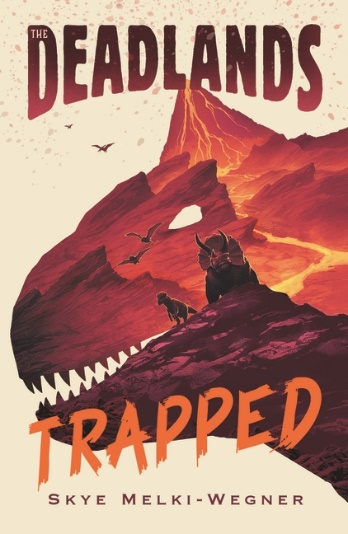 THE
DEADLANDS
TRAPPED
SKYE MELKI-WEGNER